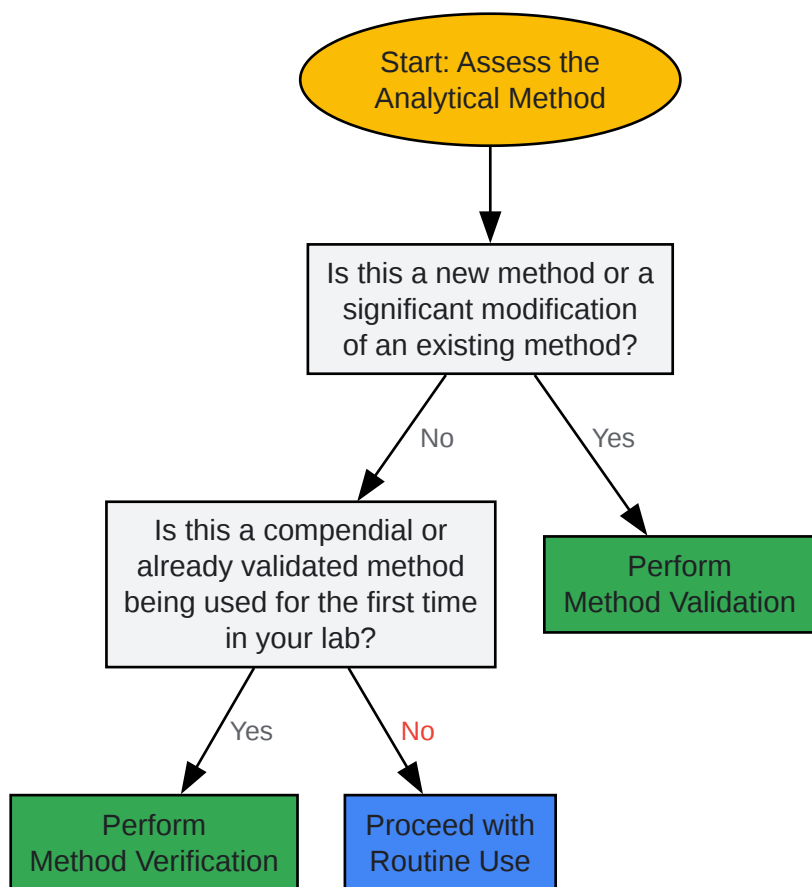 Start: Assess the
Analytical Method
Is this a new method or a
significant modification
of an existing method?
No
Yes
Is this a compendial or
already validated method
being used for the first time
in your lab?
Perform
Method Validation
Yes
No
Perform
Method Verification
Proceed with
Routine Use